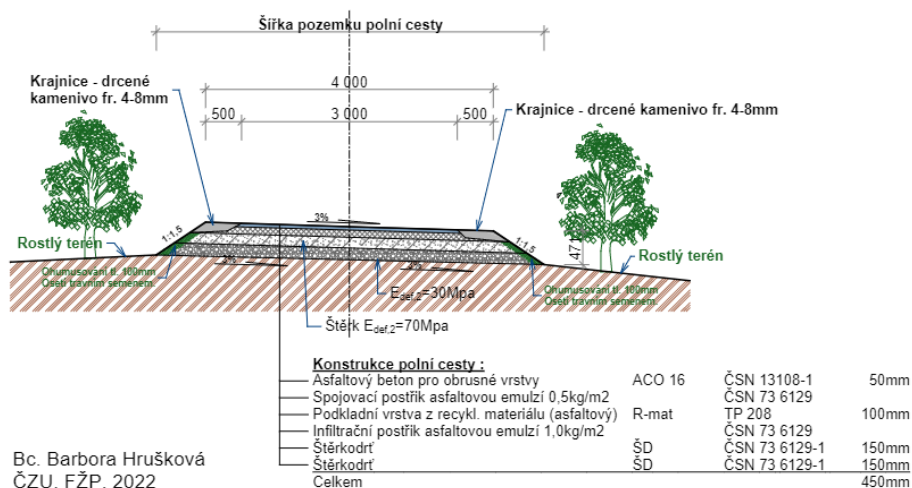 Šířka pozemku polní cesty
Krajnice - drcené
kamenivo fr. 4-8mm
4 000
500 3 000 500
Krajnice - drcené kamenivo fr. 4-8mm
3%
1:1,5
1:1,5
Rostlý terén
Rostlý terén
3%
3%
Ohumusování tl. 100mm
Osetí travním semenem.
Ohumusování tl. 100mm
Osetí travním semenem.
Edef,2=30Mpa
Štěrk Edef,2=70Mpa
Konstrukce polní cesty :
Asfaltový beton pro obrusné vrstvy ACO 16 ČSN 13108-1 50mm
Spojovací postřik asfaltovou emulzí 0,5kg/m2 ČSN 73 6129
Podkladní vrstva z recykl. materiálu (asfaltový) R-mat TP 208 100mm
Infiltrační postřik asfaltovou emulzí 1,0kg/m2 ČSN 73 6129
Štěrkodrť ŠD ČSN 73 6129-1 150mm
Štěrkodrť ŠD ČSN 73 6129-1 150mm
Celkem 450mm
Bc. Barbora Hrušková
ČZU, FŽP, 2022